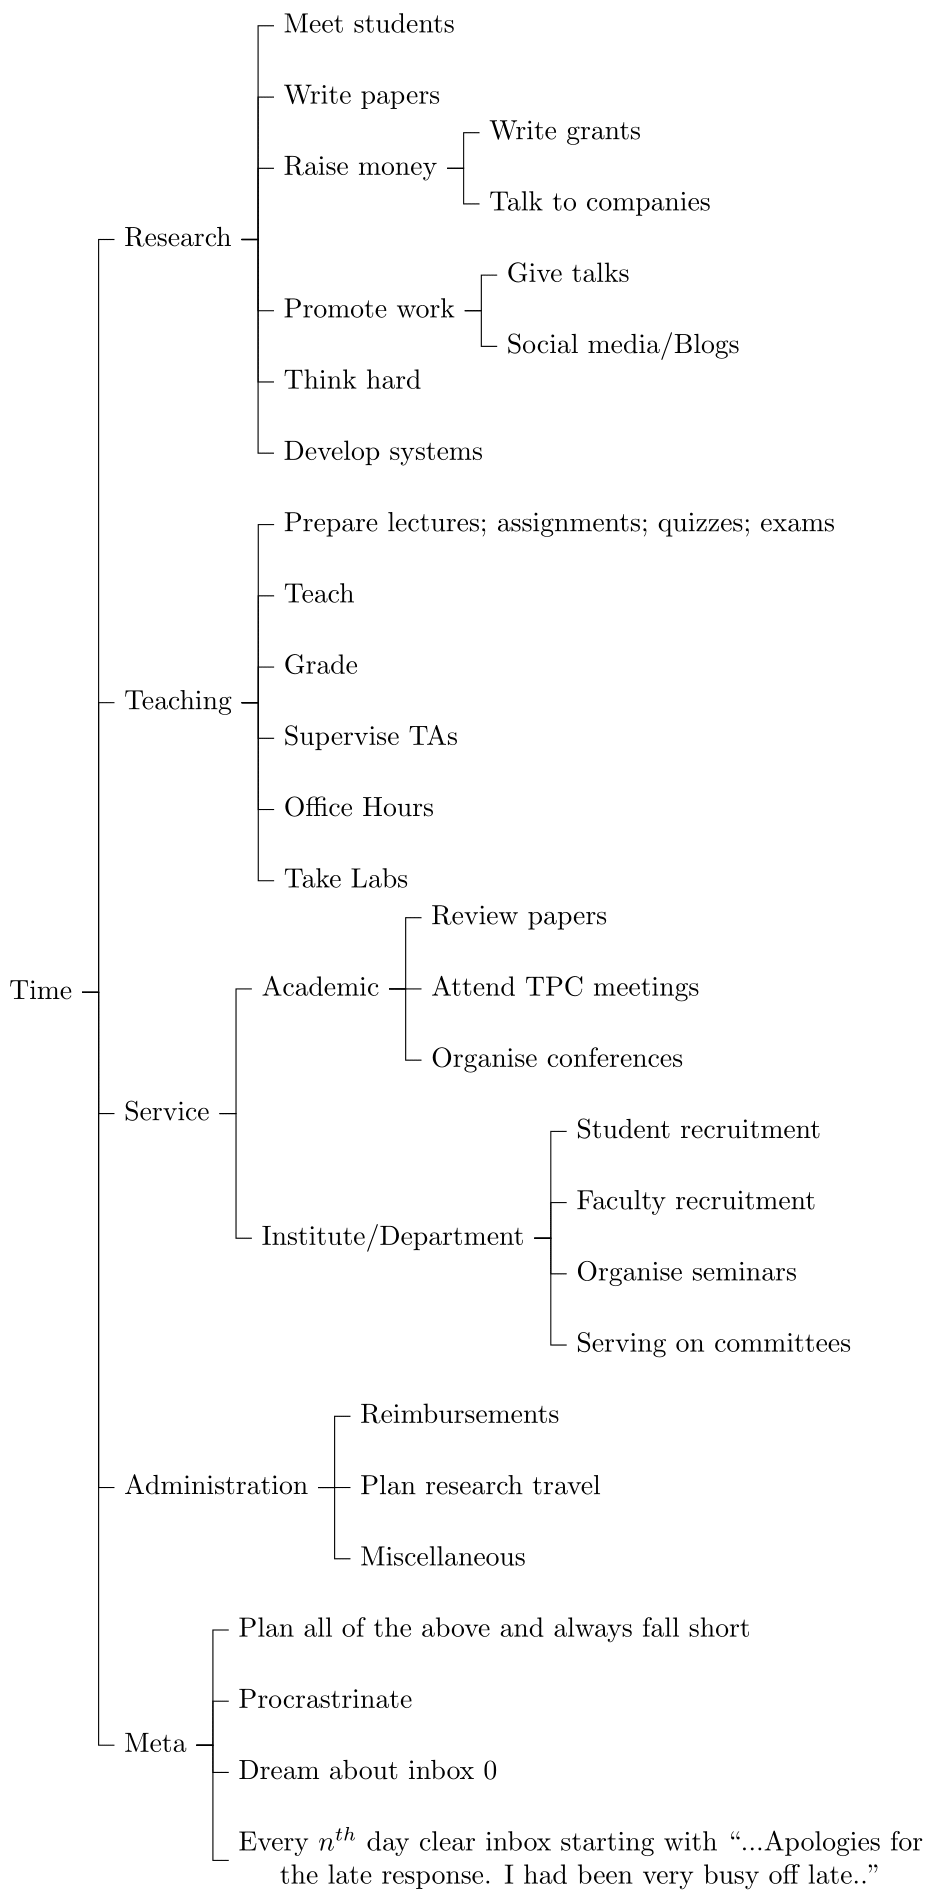 Meet students
Write papers
Write grants
Raise money
Talk to companies
Research
Give talks
Promote work
Social media/Blogs
Think hard
Develop systems
Prepare lectures; assignments; quizzes; exams
Teach
Grade
Teaching
Supervise TAs
Office Hours
Take Labs
Review papers
Time
Academic
Attend TPC meetings
Organise conferences
Service
Student recruitment
Faculty recruitment
Institute/Department
Organise seminars
Serving on committees
Reimbursements
Administration
Plan research travel
Miscellaneous
Plan all of the above and always fall short
Procrastrinate
Meta
Dream about inbox 0
Every n^th day clear inbox starting with “...Apologies for
the late response. I had been very busy off late..”